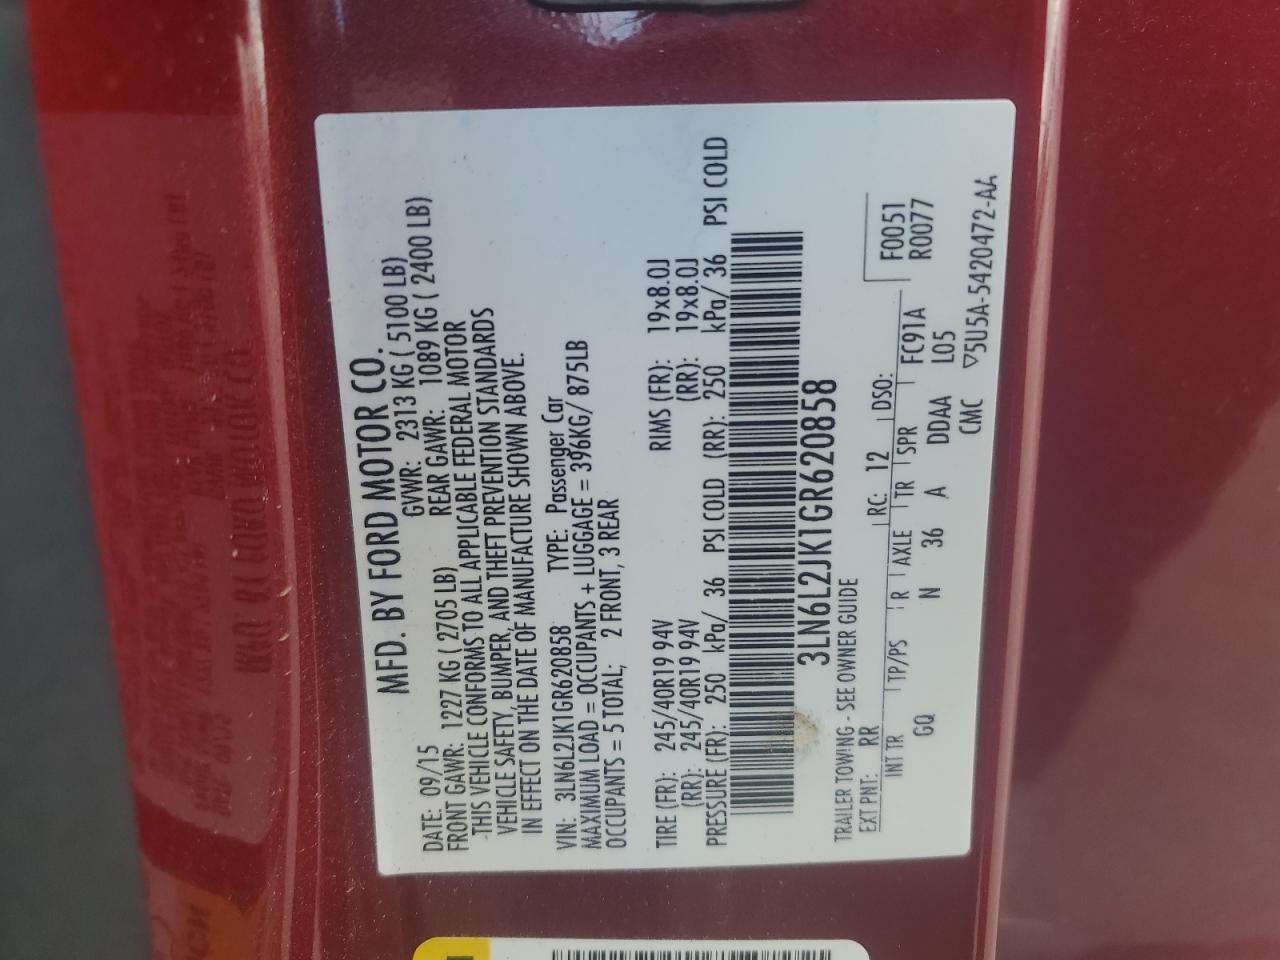 MFD. BY FORD MOTOR CO.
DATE: 09/15 GVWR: 2313 KG ( 5100 LB)
FRONT GAWR: 1227 KG ( 2705 LB) REAR GAWR: 1089 KG ( 2400 LB)
THIS VEHICLE CONFORMS TO ALL APPLICABLE FEDERAL MOTOR
VEHICLE SAFETY, BUMPER, AND THEFT PREVENTION STANDARDS
IN EFFECT ON THE DATE OF MANUFACTURE SHOWN ABOVE.
VIN: 3LN6L2JK1GR620858 TYPE: Passenger Car
MAXIMUM LOAD = OCCUPANTS + LUGGAGE = 396KG/ 875LB
OCCUPANTS = 5 TOTAL; 2 FRONT, 3 REAR
TIRE (FR): 245/40R19 94V RIMS (FR): 19x8.0J
(RR): 245/40R19 94V (RR): 19x8.0J
PRESSURE (FR): 250 kPa/ 36 PSI COLD (RR): 250 kPa/ 36 PSI COLD
3LN6L2JK1GR620858
TRAILER TOWING - SEE OWNER GUIDE
EXT PNT: RR RC: 12 DSO: F0051
INT TR TP/PS R AXLE TR SPR FC91A R0077
GQ N 36 A DDAA L05
CMC ▽5U5A-5420472-AA